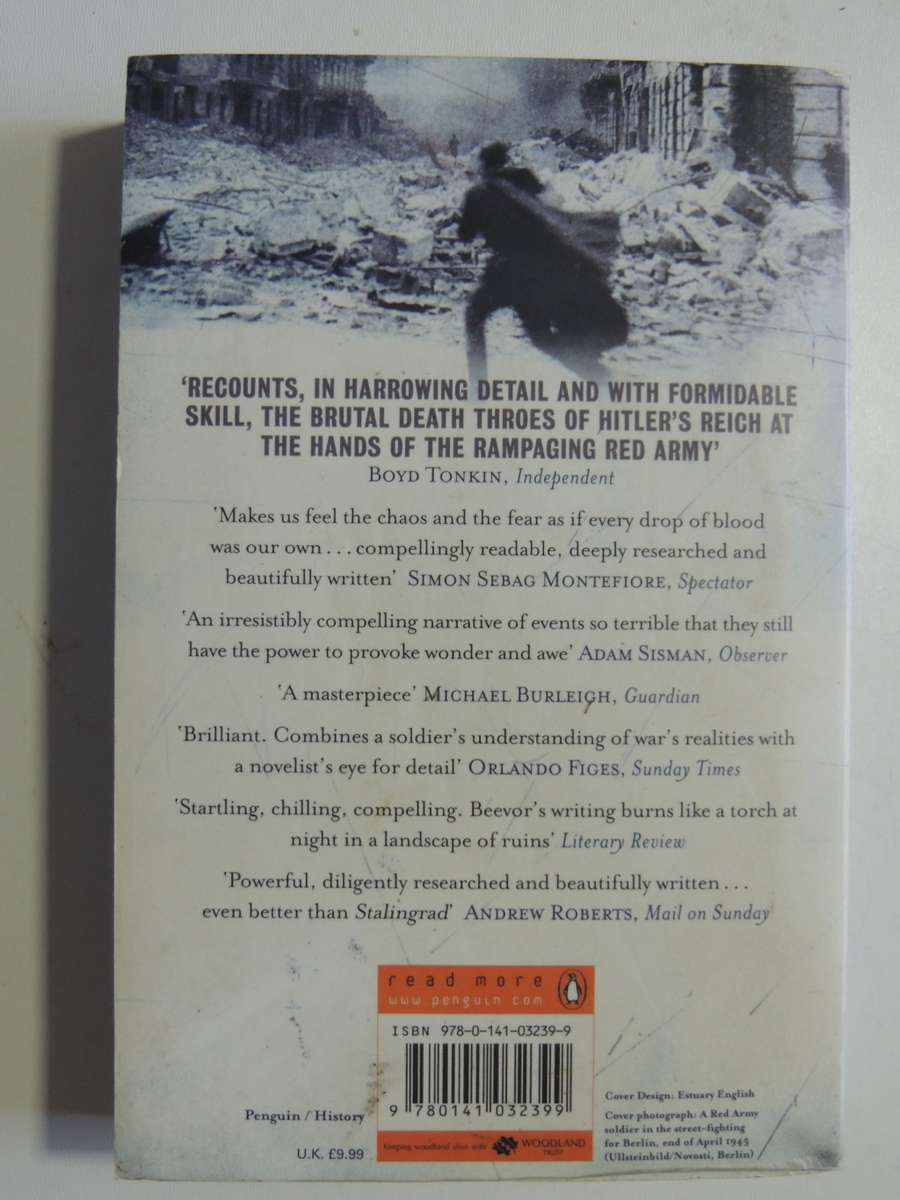 ‘RECOUNTS, IN HARROWING DETAIL AND WITH FORMIDABLE
SKILL, THE BRUTAL DEATH THROES OF HITLER’S REICH AT
THE HANDS OF THE RAMPAGING RED ARMY’
BOYD TONKIN, Independent
‘Makes us feel the chaos and the fear as if every drop of blood
was our own . . . compellingly readable, deeply researched and
beautifully written’ SIMON SEBAG MONTEFIORE, Spectator
‘An irresistibly compelling narrative of events so terrible that they still
have the power to provoke wonder and awe’ ADAM SISMAN, Observer
‘A masterpiece’ MICHAEL BURLEIGH, Guardian
‘Brilliant. Combines a soldier’s understanding of war’s realities with
a novelist’s eye for detail’ ORLANDO FIGES, Sunday Times
‘Startling, chilling, compelling. Beevor’s writing burns like a torch at
night in a landscape of ruins’ Literary Review
‘Powerful, diligently researched and beautifully written . . .
even better than Stalingrad’ ANDREW ROBERTS, Mail on Sunday
read more
www.penguin.com
ISBN 978-0-141-03239-9
9 780141 032399
Penguin / History
U.K. £9.99
keeping woodland alive with
WOODLAND
TRUST
Cover Design: Estuary English
Cover photograph: A Red Army
soldier in the street-fighting
for Berlin, end of April 1945
(Ullsteinbild/Novosti, Berlin)